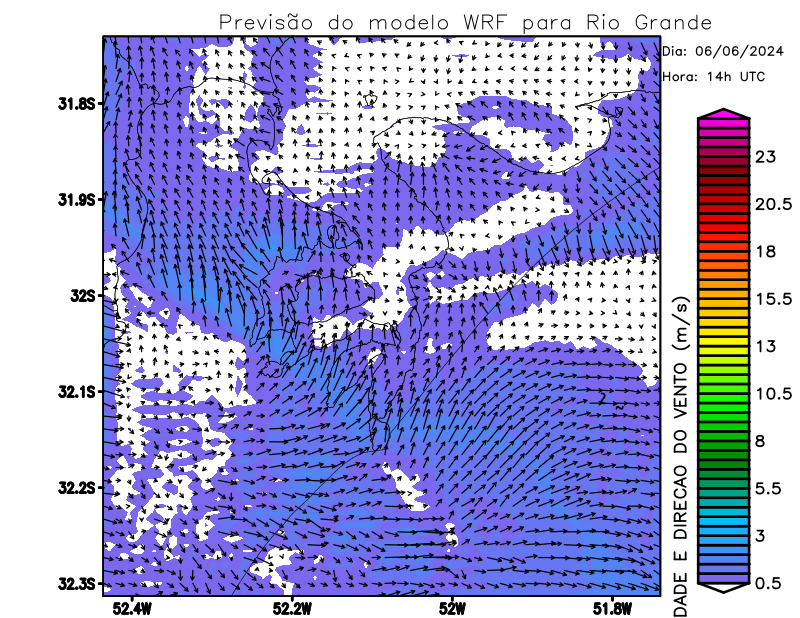 Previsão do modelo WRF para Rio Grande
Dia: 06/06/2024
Hora: 14h UTC
31.8S
31.9S
32S
32.1S
32.2S
32.3S
52.4W
52.2W
52W
51.8W
23
20.5
18
15.5
13
10.5
8
5.5
3
0.5
DADE E DIRECAO DO VENTO (m/s)